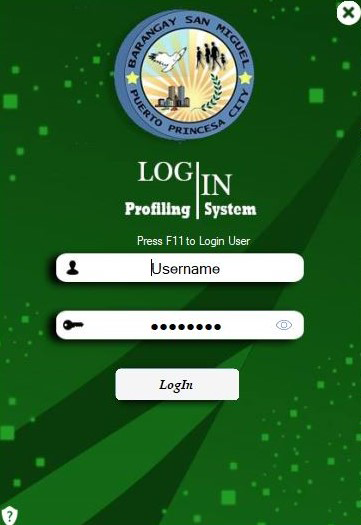 BARANGAY SAN MIGUEL
PUERTO PRINCESA CITY
LOG IN
Profiling System
Press F11 to Login User
Username
LogIn
?